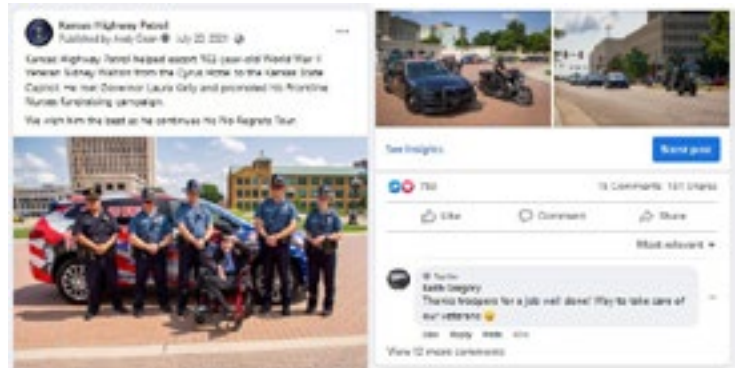 Kansas Highway Patrol
Published by Andy Dean July 20, 2021
Kansas Highway Patrol helped escort 102-year-old World War II
Veteran Sidney Walton from the Cyrus Hotel to the Kansas State
Capitol. He met Governor Laura Kelly and promoted his Frontline
Nurses fundraising campaign.
We wish him the best as he continues his No Regrets Tour.
See Insights
Boost post
Comments
Shares
Like
Comment
Share
Most relevant
Keith Gregory
Thanks troopers for a job well done! Way to take care of
our veterans
Reply
Hide
View 12 more comments